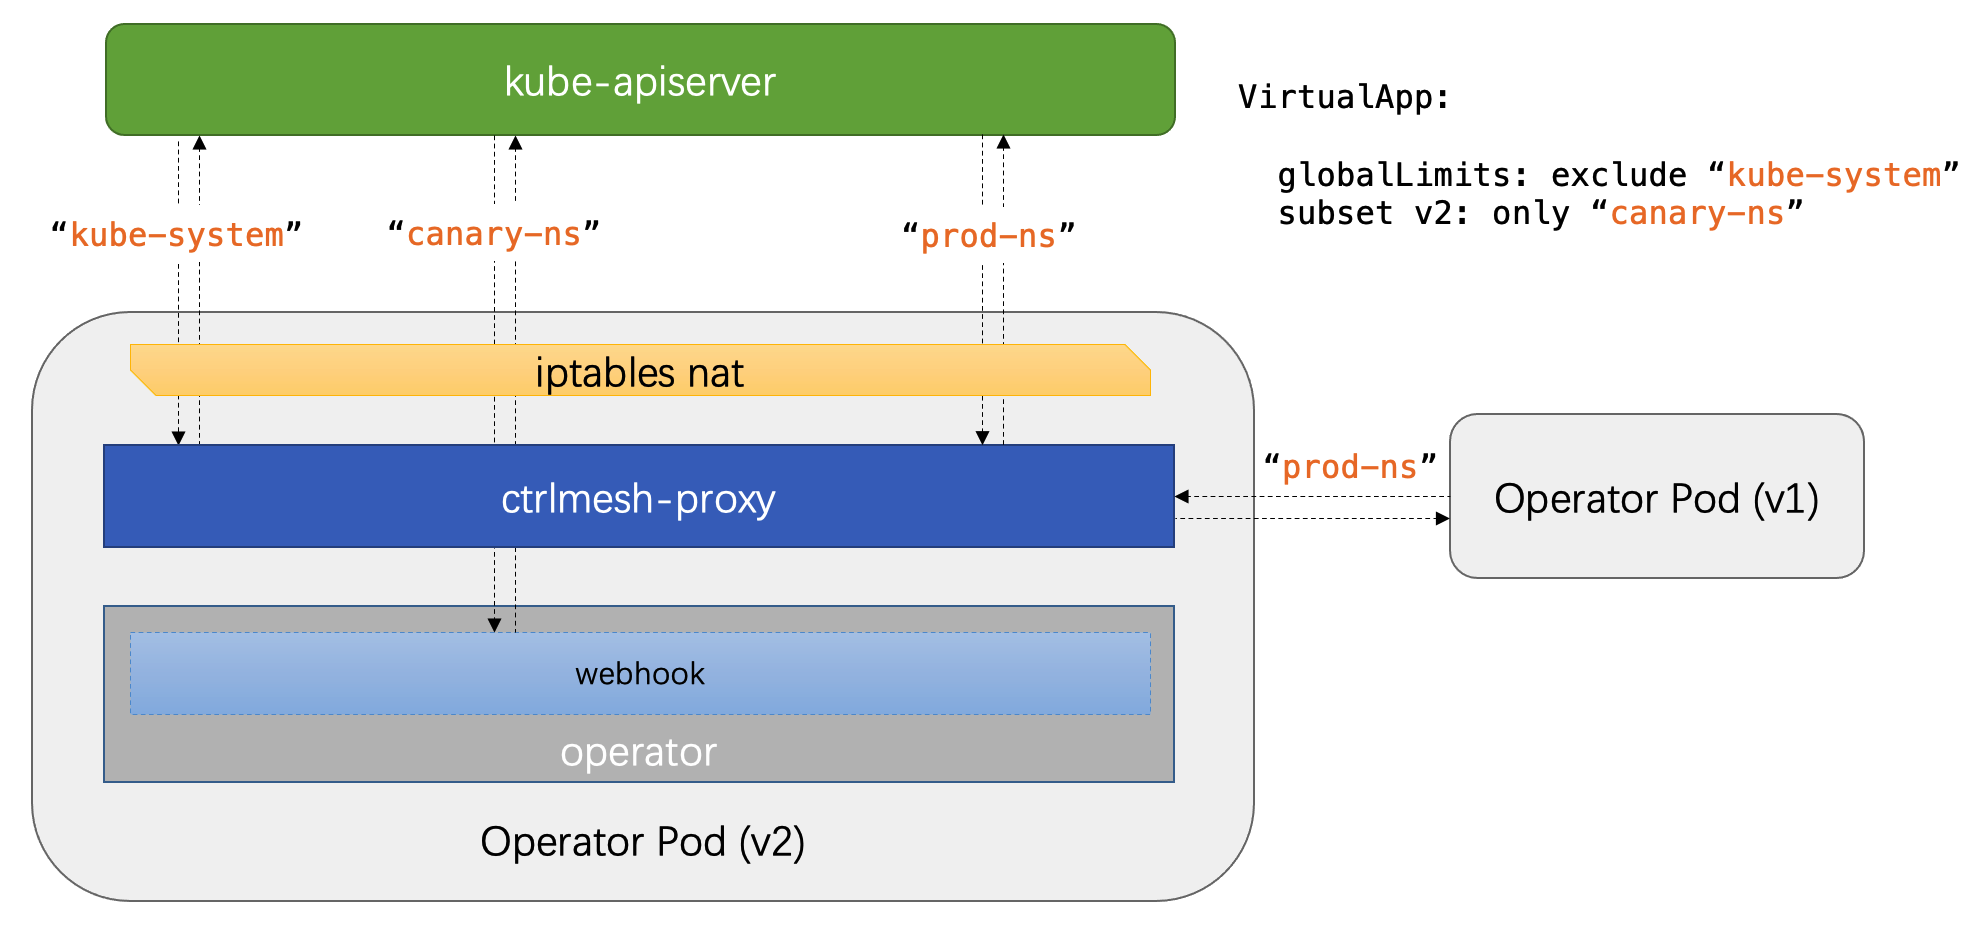 kube-apiserver
VirtualApp:
globalLimits: exclude “kube-system”
subset v2: only “canary-ns”
“kube-system”
“canary-ns”
“prod-ns”
iptables nat
ctrlmesh-proxy
“prod-ns”
Operator Pod (v1)
webhook
operator
Operator Pod (v2)